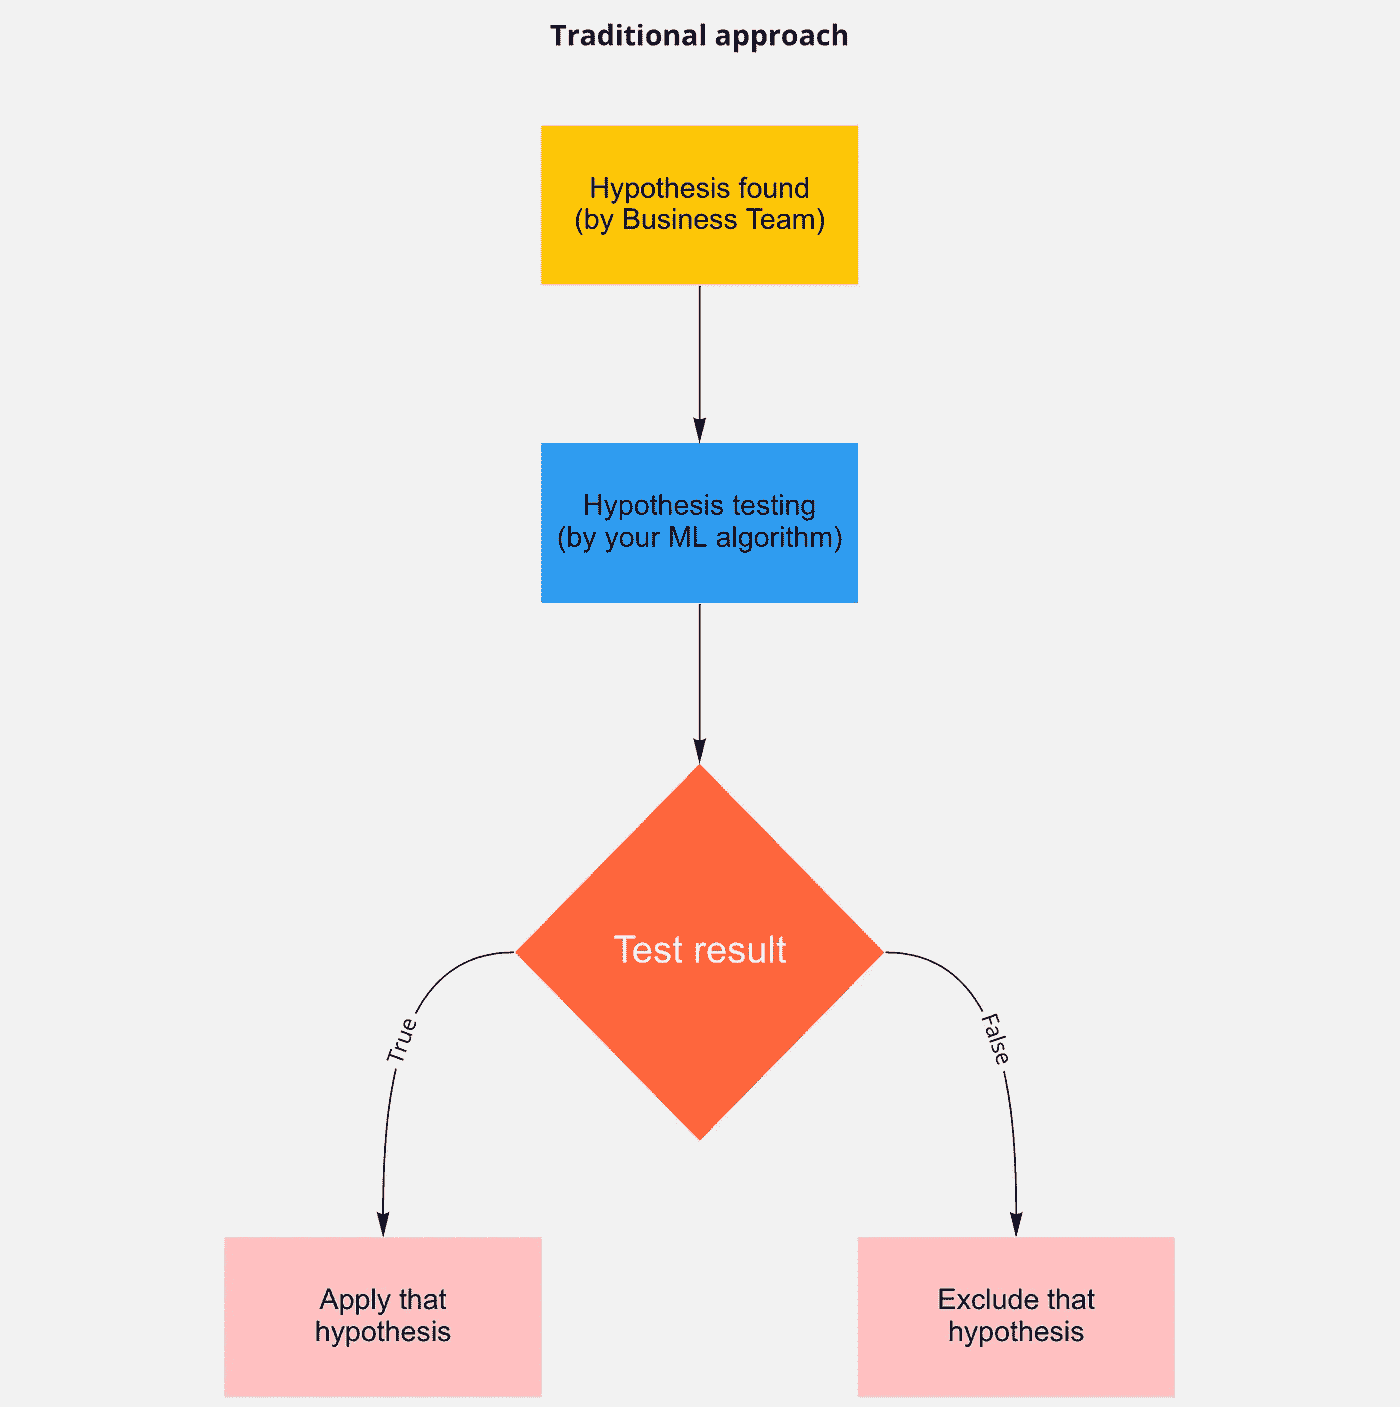 Traditional approach
Hypothesis found
(by Business Team)
Hypothesis testing
(by your ML algorithm)
Test result
True
False
Apply that
hypothesis
Exclude that
hypothesis